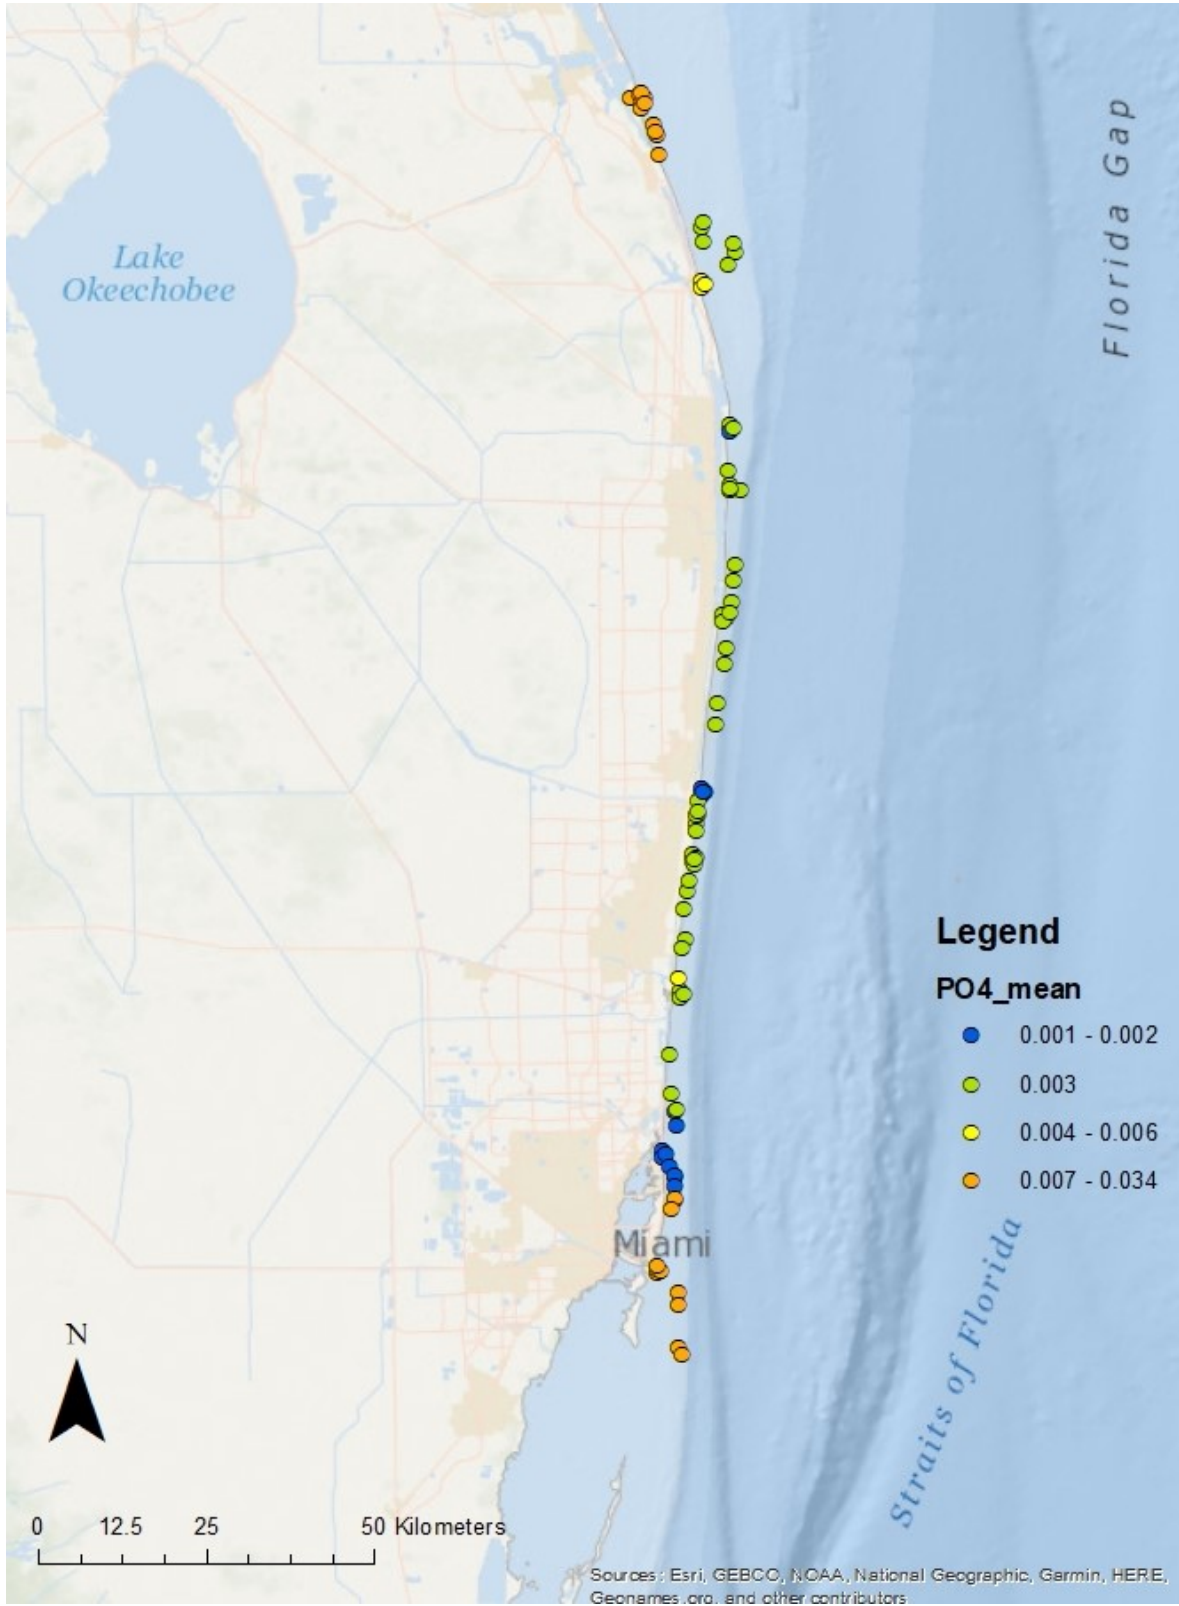 Florida Gap
Lake
Okeechobee
Legend
PO4_mean
0.001 - 0.002
0.003
0.004 - 0.006
0.007 - 0.034
Miami
Straits of Florida
N
0 12.5 25 50 Kilometers
Sources: Esri, GEBCO, NOAA, National Geographic, Garmin, HERE,
Geonames.org, and other contributors